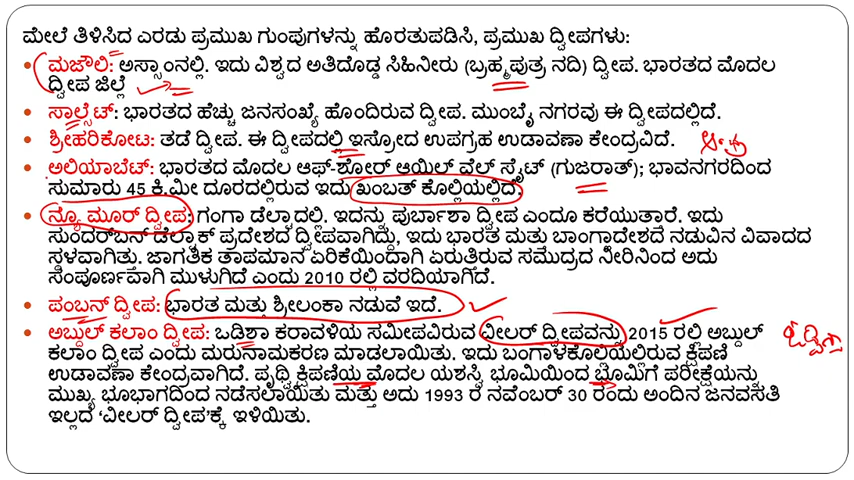 ಮೇಲೆ ತಿಳಿಸಿದ ಎರಡು ಪ್ರಮುಖ ಗುಂಪುಗಳನ್ನು ಹೊರತುಪಡಿಸಿ, ಪ್ರಮುಖ ದ್ವೀಪಗಳು:
• ಮಜೌಲಿ: ಅಸ್ಸಾಂನಲ್ಲಿ. ಇದು ವಿಶ್ವದ ಅತಿದೊಡ್ಡ ಸಿಹಿನೀರು (ಬ್ರಹ್ಮಪುತ್ರ ನದಿ) ದ್ವೀಪ. ಭಾರತದ ಮೊದಲ
ದ್ವೀಪ ಜಿಲ್ಲೆ
• ಸಾಲ್ಸೆಟ್: ಭಾರತದ ಹೆಚ್ಚು ಜನಸಂಖ್ಯೆ ಹೊಂದಿರುವ ದ್ವೀಪ. ಮುಂಬೈ ನಗರವು ಈ ದ್ವೀಪದಲ್ಲಿದೆ.
• ಶ್ರೀಹರಿಕೋಟ: ತಡೆ ದ್ವೀಪ. ಈ ದ್ವೀಪದಲ್ಲಿ ಇಸ್ರೋದ ಉಪಗ್ರಹ ಉಡಾವಣಾ ಕೇಂದ್ರವಿದೆ.
• ಅಲಿಯಾಬೆಟ್: ಭಾರತದ ಮೊದಲ ಆಫ್-ಶೋರ್ ಆಯಿಲ್ ವೆಲ್ ಸೈಟ್ (ಗುಜರಾತ್); ಭಾವನಗರದಿಂದ
ಸುಮಾರು 45 ಕಿ.ಮೀ ದೂರದಲ್ಲಿರುವ ಇದು ಖಂಬತ್ ಕೊಲ್ಲಿಯಲ್ಲಿದೆ.
• ನ್ಯೂ ಮೂರ್ ದ್ವೀಪ: ಗಂಗಾ ಡೆಲ್ಟಾದಲ್ಲಿ. ಇದನ್ನು ಪುರ್ಬಾಶಾ ದ್ವೀಪ ಎಂದೂ ಕರೆಯುತ್ತಾರೆ. ಇದು
ಸುಂದರ್‌ಬನ್ ಡೆಲ್ಟಾಕ್ ಪ್ರದೇಶದ ದ್ವೀಪವಾಗಿದ್ದು, ಇದು ಭಾರತ ಮತ್ತು ಬಾಂಗ್ಲಾದೇಶದ ನಡುವಿನ ವಿವಾದದ
ಸ್ಥಳವಾಗಿತ್ತು. ಜಾಗತಿಕ ತಾಪಮಾನ ಏರಿಕೆಯಿಂದಾಗಿ ಏರುತ್ತಿರುವ ಸಮುದ್ರದ ನೀರಿನಿಂದ ಅದು
ಸಂಪೂರ್ಣವಾಗಿ ಮುಳುಗಿದೆ ಎಂದು 2010 ರಲ್ಲಿ ವರದಿಯಾಗಿದೆ.
• ಪಂಬನ್ ದ್ವೀಪ: ಭಾರತ ಮತ್ತು ಶ್ರೀಲಂಕಾ ನಡುವೆ ಇದೆ.
• ಅಬ್ದುಲ್ ಕಲಾಂ ದ್ವೀಪ: ಒಡಿಶಾ ಕರಾವಳಿಯ ಸಮೀಪವಿರುವ ವೀಲರ್ ದ್ವೀಪವನ್ನು 2015 ರಲ್ಲಿ ಅಬ್ದುಲ್
ಕಲಾಂ ದ್ವೀಪ ಎಂದು ಮರುನಾಮಕರಣ ಮಾಡಲಾಯಿತು. ಇದು ಬಂಗಾಳಕೊಲ್ಲಿಯಲ್ಲಿರುವ ಕ್ಷಿಪಣಿ
ಉಡಾವಣಾ ಕೇಂದ್ರವಾಗಿದೆ. ಪೃಥ್ವಿ ಕ್ಷಿಪಣಿಯ ಮೊದಲ ಯಶಸ್ವಿ ಭೂಮಿಯಿಂದ ಭೂಮಿಗೆ ಪರೀಕ್ಷೆಯನ್ನು
ಮುಖ್ಯ ಭೂಭಾಗದಿಂದ ನಡೆಸಲಾಯಿತು ಮತ್ತು ಅದು 1993 ರ ನವೆಂಬರ್ 30 ರಂದು ಅಂದಿನ ಜನವಸತಿ
ಇಲ್ಲದ 'ವೀಲರ್ ದ್ವೀಪ'ಕ್ಕೆ ಇಳಿಯಿತು.